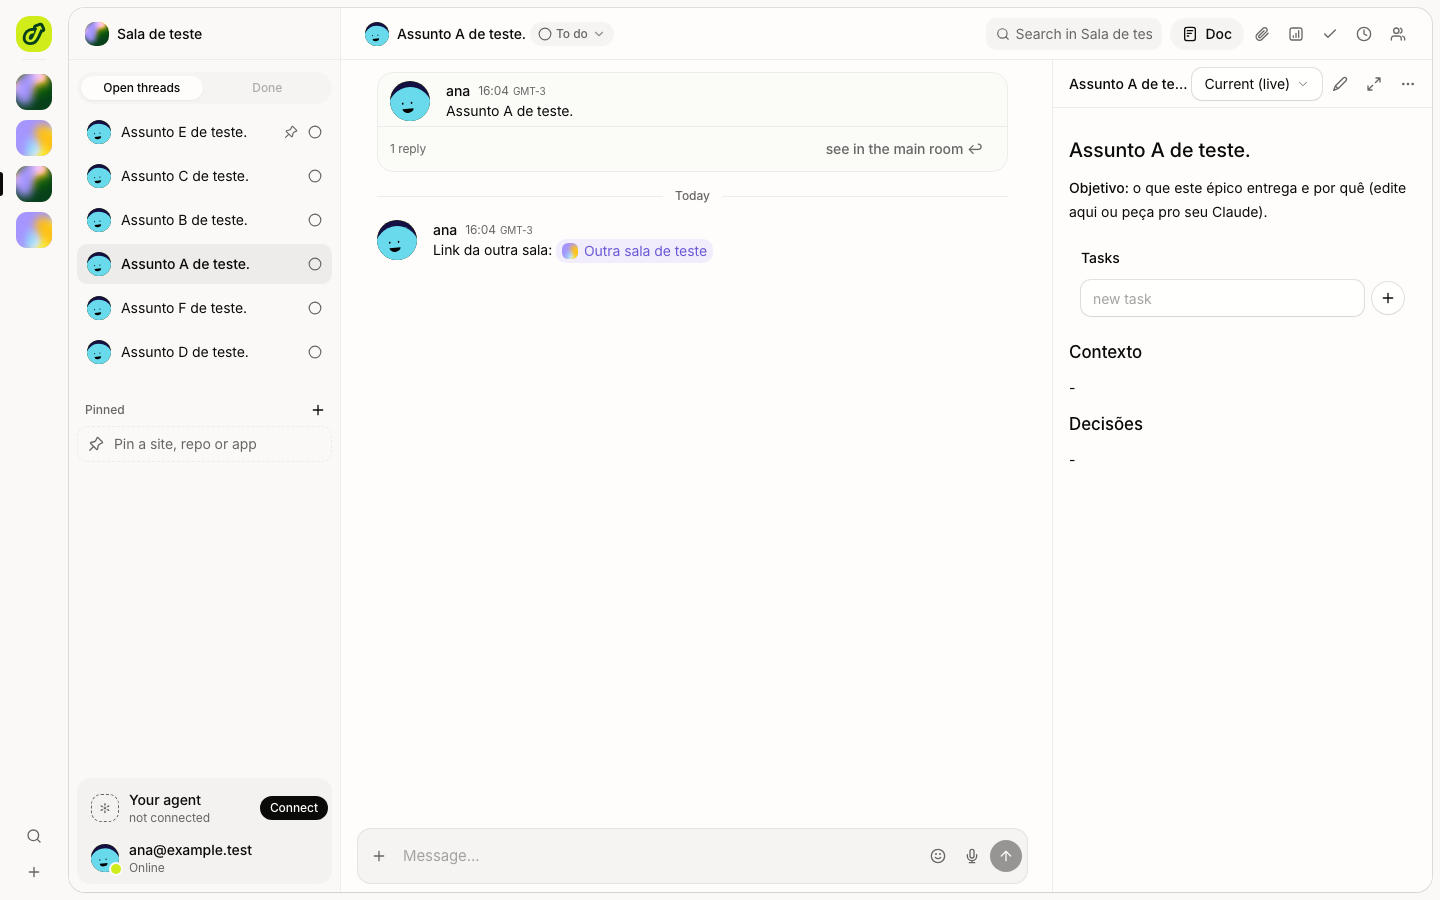 Sala de teste
Open threads
Done
Assunto E de teste.
Assunto C de teste.
Assunto B de teste.
Assunto A de teste.
Assunto F de teste.
Assunto D de teste.
Pinned
Pin a site, repo or app
Your agent
not connected
Connect
ana@example.test
Online
Assunto A de teste.
To do
Search in Sala de tes
Doc
ana 16:04 GMT-3
Assunto A de teste.
1 reply
see in the main room
Today
ana 16:04 GMT-3
Link da outra sala: Outra sala de teste
Message...
Assunto A de te...
Current (live)
Assunto A de teste.
Objetivo: o que este épico entrega e por quê (edite
aqui ou peça pro seu Claude).
Tasks
new task
Contexto
-
Decisões
-